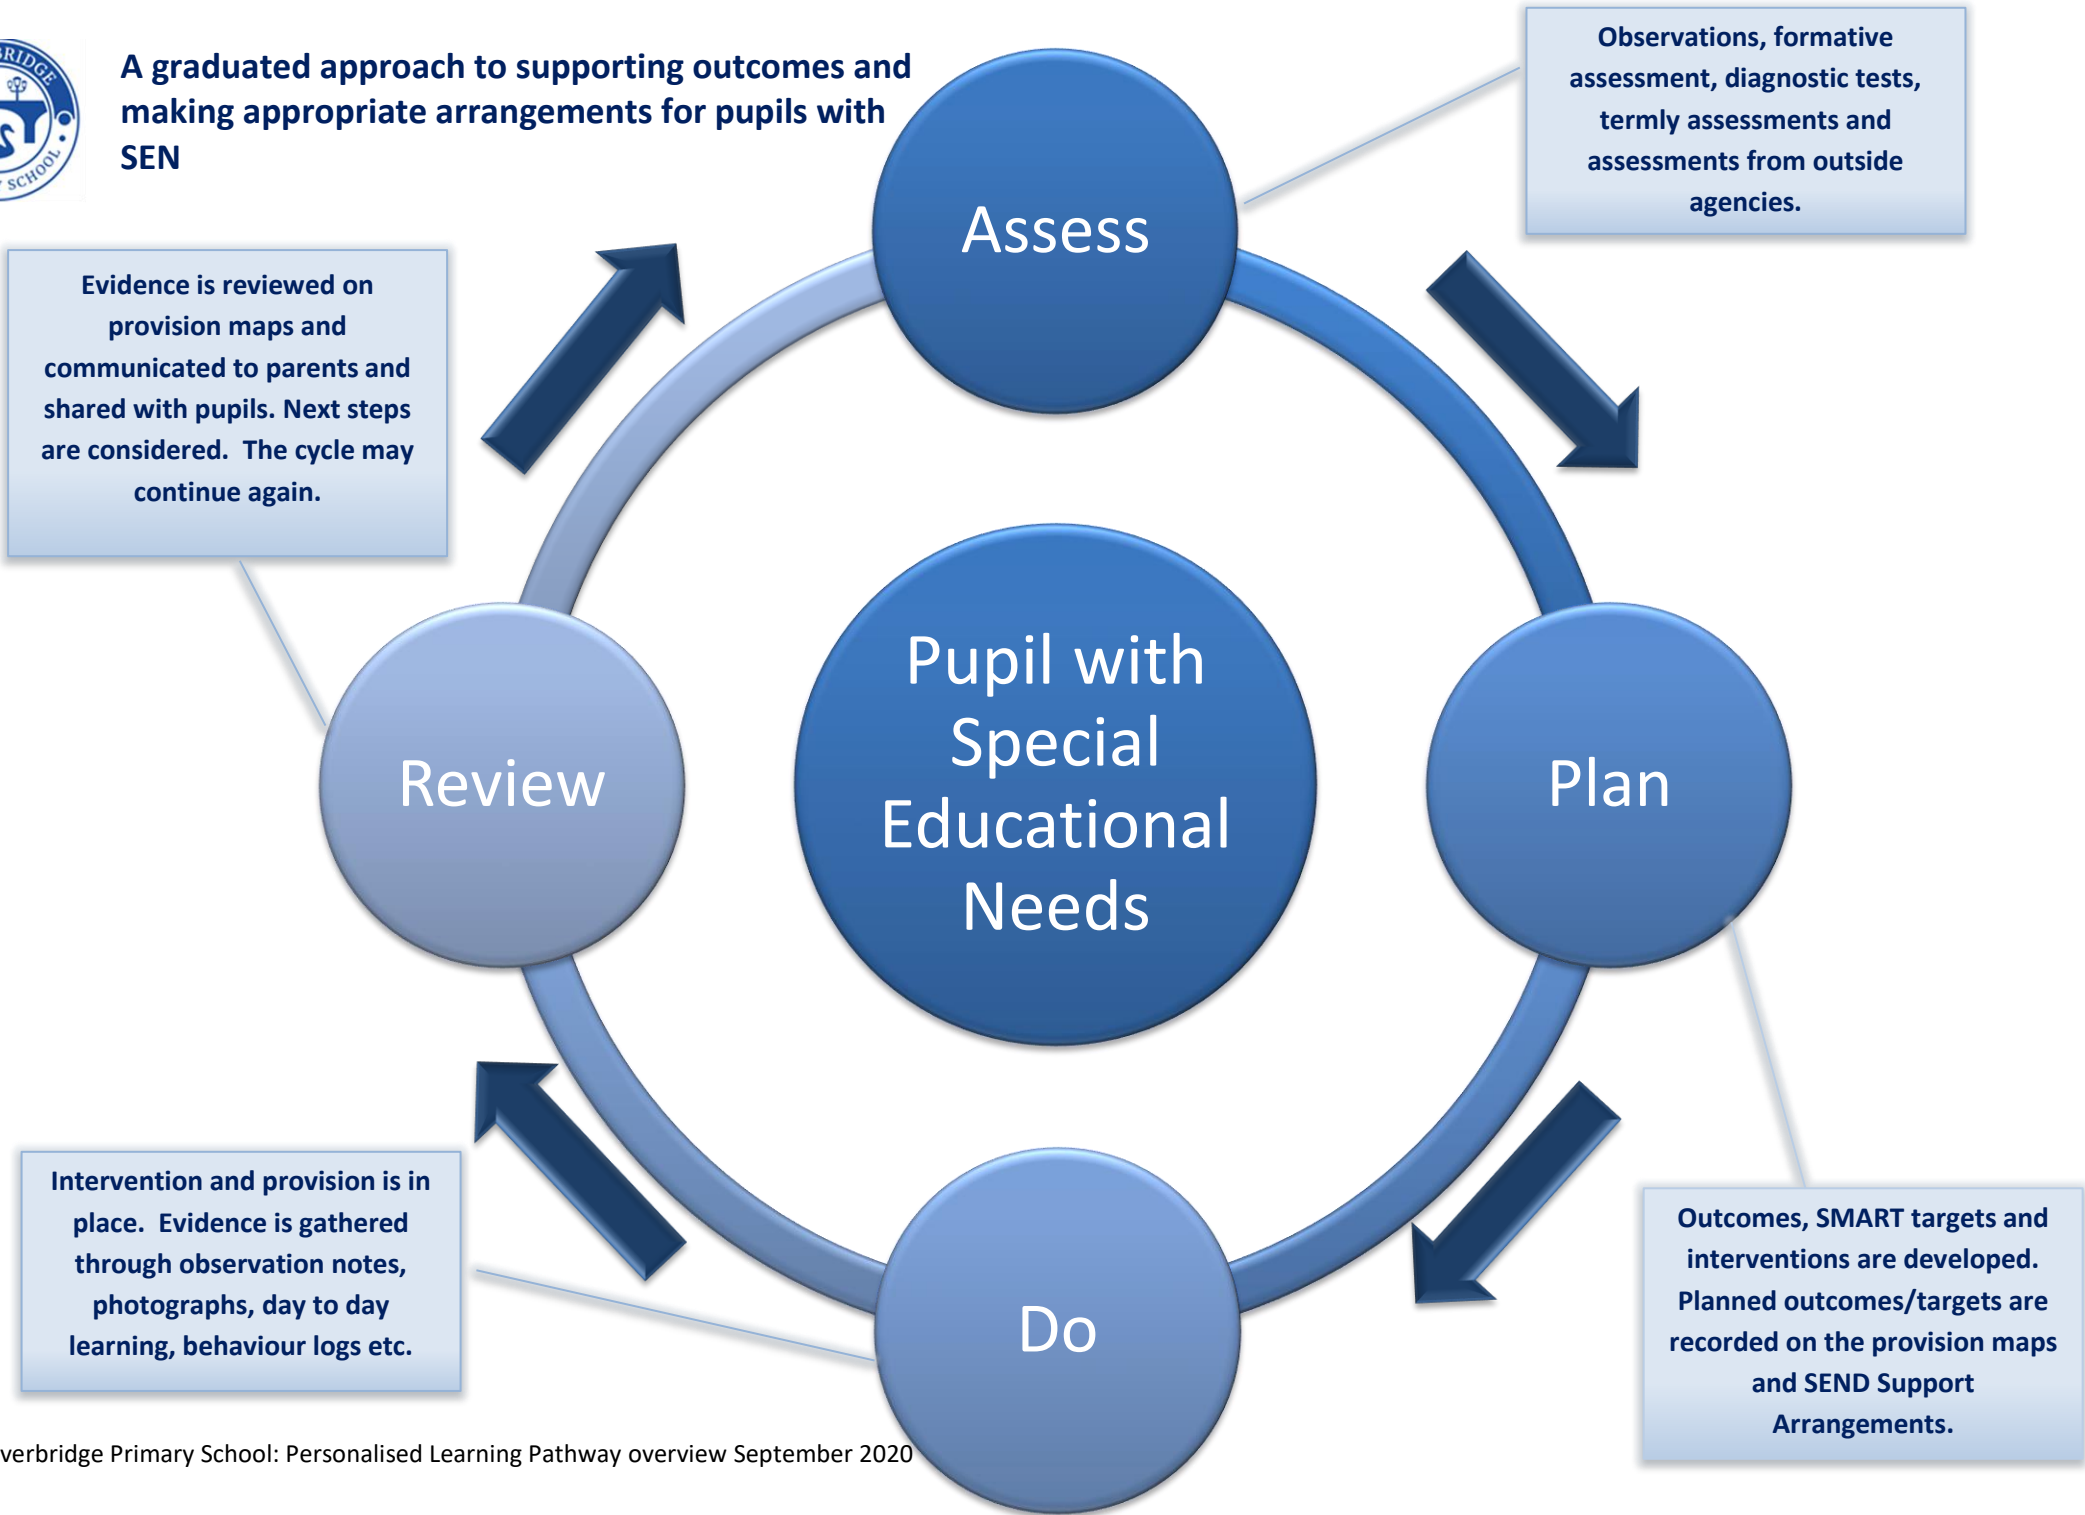 A graduated approach to supporting outcomes and
making appropriate arrangements for pupils with
SEN
Assess
Observations, formative
assessment, diagnostic tests,
termly assessments and
assessments from outside
agencies.
Evidence is reviewed on
provision maps and
communicated to parents and
shared with pupils. Next steps
are considered.  The cycle may
continue again.
Pupil with
Special
Educational
Needs
Review
Plan
Intervention and provision is in
place.  Evidence is gathered
through observation notes,
photographs, day to day
learning, behaviour logs etc.
Do
Outcomes, SMART targets and
interventions are developed.
Planned outcomes/targets are
recorded on the provision maps
and SEND Support
Arrangements.
verbridge Primary School: Personalised Learning Pathway overview September 2020